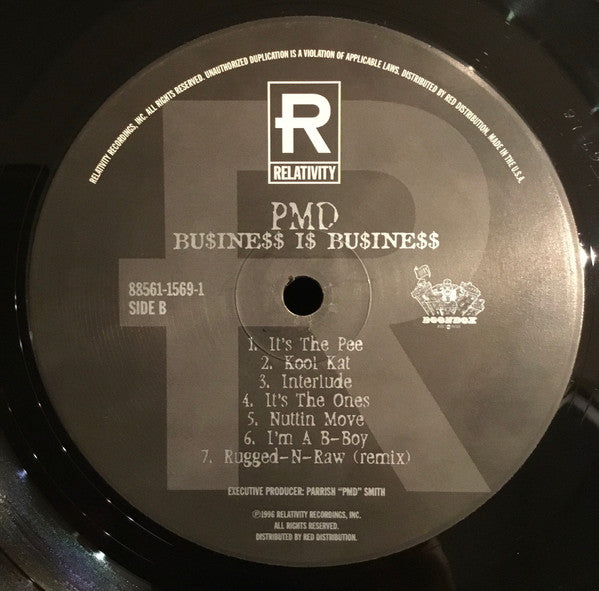 RELATIVITY RECORDINGS, INC. ALL RIGHTS RESERVED. UNAUTHORIZED DUPLICATION IS A VIOLATION OF APPLICABLE LAWS. DISTRIBUTED BY RED DISTRIBUTION. MADE IN THE U.S.A.
R
RELATIVITY
PMD
BU$INE$$ I$ BU$INE$$
88561-1569-1
SIDE B
BOONDOX
1. It's The Pee
2. Kool Kat
3. Interlude
4. It's The Ones
5. Nuttin Move
6. I'm A B-Boy
7. Rugged-N-Raw (remix)
EXECUTIVE PRODUCER: PARRISH "PMD" SMITH
℗1996 RELATIVITY RECORDINGS, INC.
ALL RIGHTS RESERVED.
DISTRIBUTED BY RED DISTRIBUTION.